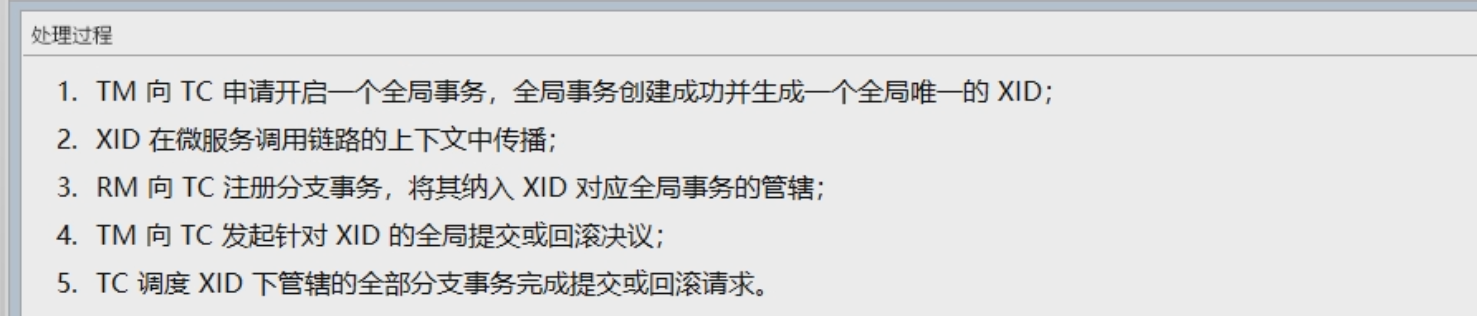 处理过程
1. TM 向 TC 申请开启一个全局事务，全局事务创建成功并生成一个全局唯一的 XID；
2. XID 在微服务调用链路的上下文中传播；
3. RM 向 TC 注册分支事务，将其纳入 XID 对应全局事务的管辖；
4. TM 向 TC 发起针对 XID 的全局提交或回滚决议；
5. TC 调度 XID 下管辖的全部分支事务完成提交或回滚请求。